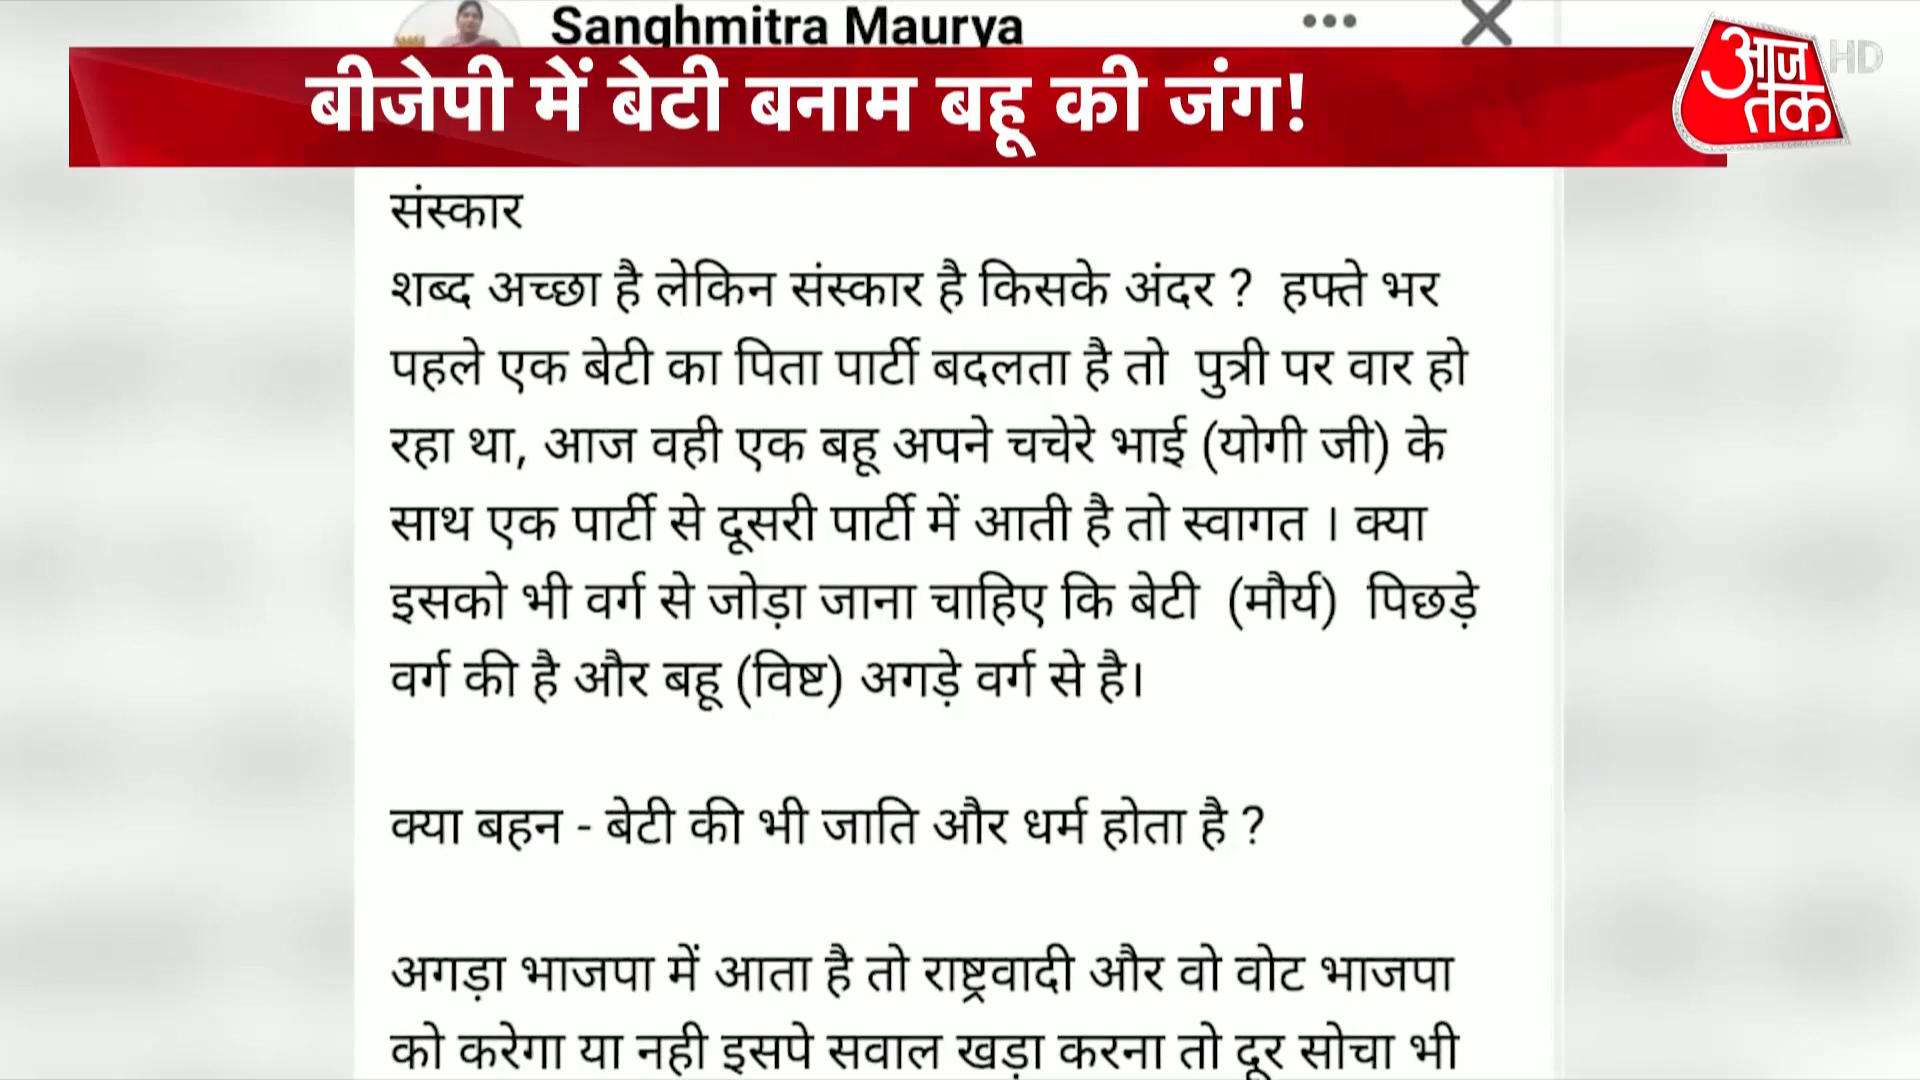 Sanghmitra Maurya
बीजेपी में बेटी बनाम बहू की जंग!
आज
तक
HD
संस्कार
शब्द अच्छा है लेकिन संस्कार है किसके अंदर ? हफ्ते भर
पहले एक बेटी का पिता पार्टी बदलता है तो पुत्री पर वार हो
रहा था, आज वही एक बहू अपने चचेरे भाई (योगी जी) के
साथ एक पार्टी से दूसरी पार्टी में आती है तो स्वागत । क्या
इसको भी वर्ग से जोड़ा जाना चाहिए कि बेटी (मौर्य) पिछड़े
वर्ग की है और बहू (विष्ट) अगड़े वर्ग से है।
क्या बहन - बेटी की भी जाति और धर्म होता है ?
अगड़ा भाजपा में आता है तो राष्ट्रवादी और वो वोट भाजपा
को करेगा या नही इसपे सवाल खड़ा करना तो दूर सोचा भी